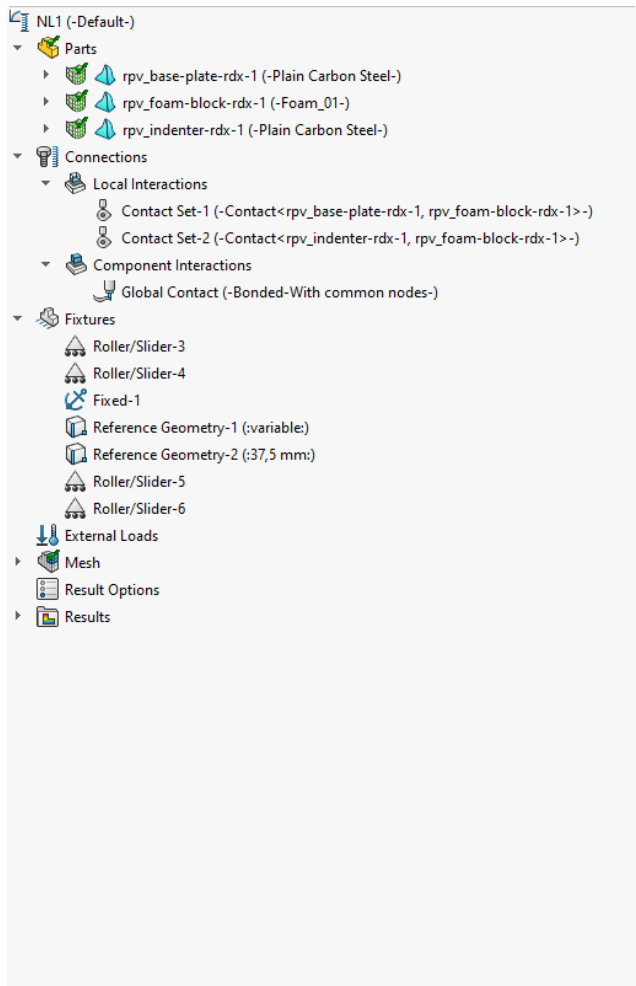 NL1 (-Default-)
Parts
rpv_base-plate-rdx-1 (-Plain Carbon Steel-)
rpv_foam-block-rdx-1 (-Foam_01-)
rpv_indenter-rdx-1 (-Plain Carbon Steel-)
Connections
Local Interactions
Contact Set-1 (-Contact<rpv_base-plate-rdx-1, rpv_foam-block-rdx-1>-)
Contact Set-2 (-Contact<rpv_indenter-rdx-1, rpv_foam-block-rdx-1>-)
Component Interactions
Global Contact (-Bonded-With common nodes-)
Fixtures
Roller/Slider-3
Roller/Slider-4
Fixed-1
Reference Geometry-1 (:variable:)
Reference Geometry-2 (:37,5 mm:)
Roller/Slider-5
Roller/Slider-6
External Loads
Mesh
Result Options
Results